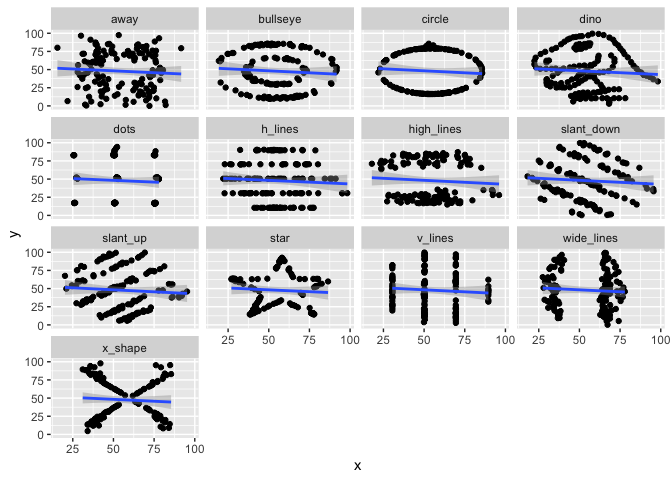 away bullseye circle dino
100
75
50
25
0
dots h_lines high_lines slant_down
100
75
50
25
0
slant_up star v_lines wide_lines
100
75
50
25
0
25 50 75 100 25 50 75 100 25 50 75 100
x_shape
100
75
50
25
0
25 50 75 100
x
y